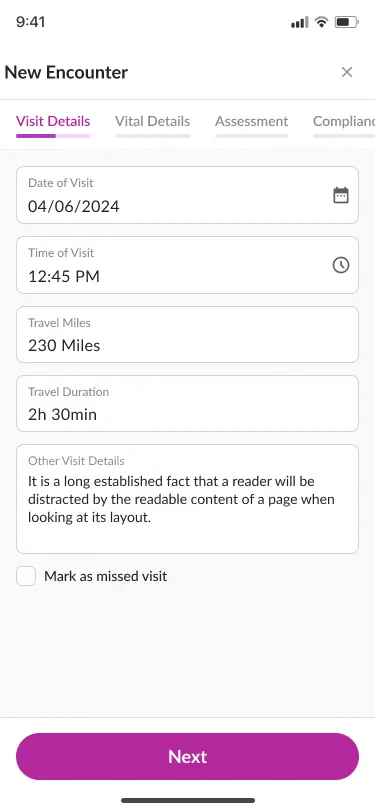 9:41
New Encounter
Visit Details Vital Details Assessment Complianc
Date of Visit
04/06/2024
Time of Visit
12:45 PM
Travel Miles
230 Miles
Travel Duration
2h 30min
Other Visit Details
It is a long established fact that a reader will be
distracted by the readable content of a page when
looking at its layout.
Mark as missed visit
Next